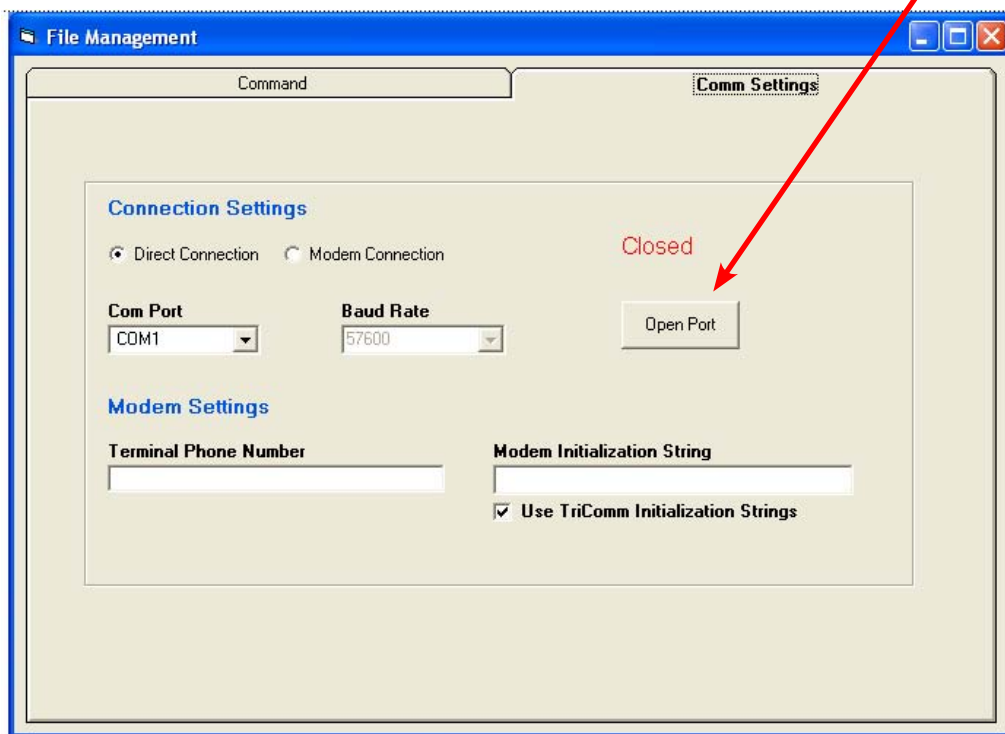 File Management
Command
Comm Settings
Connection Settings
Direct Connection
Modem Connection
Closed
Com Port
Baud Rate
COM1
57600
Open Port
Modem Settings
Terminal Phone Number
Modem Initialization String
Use TriComm Initialization Strings